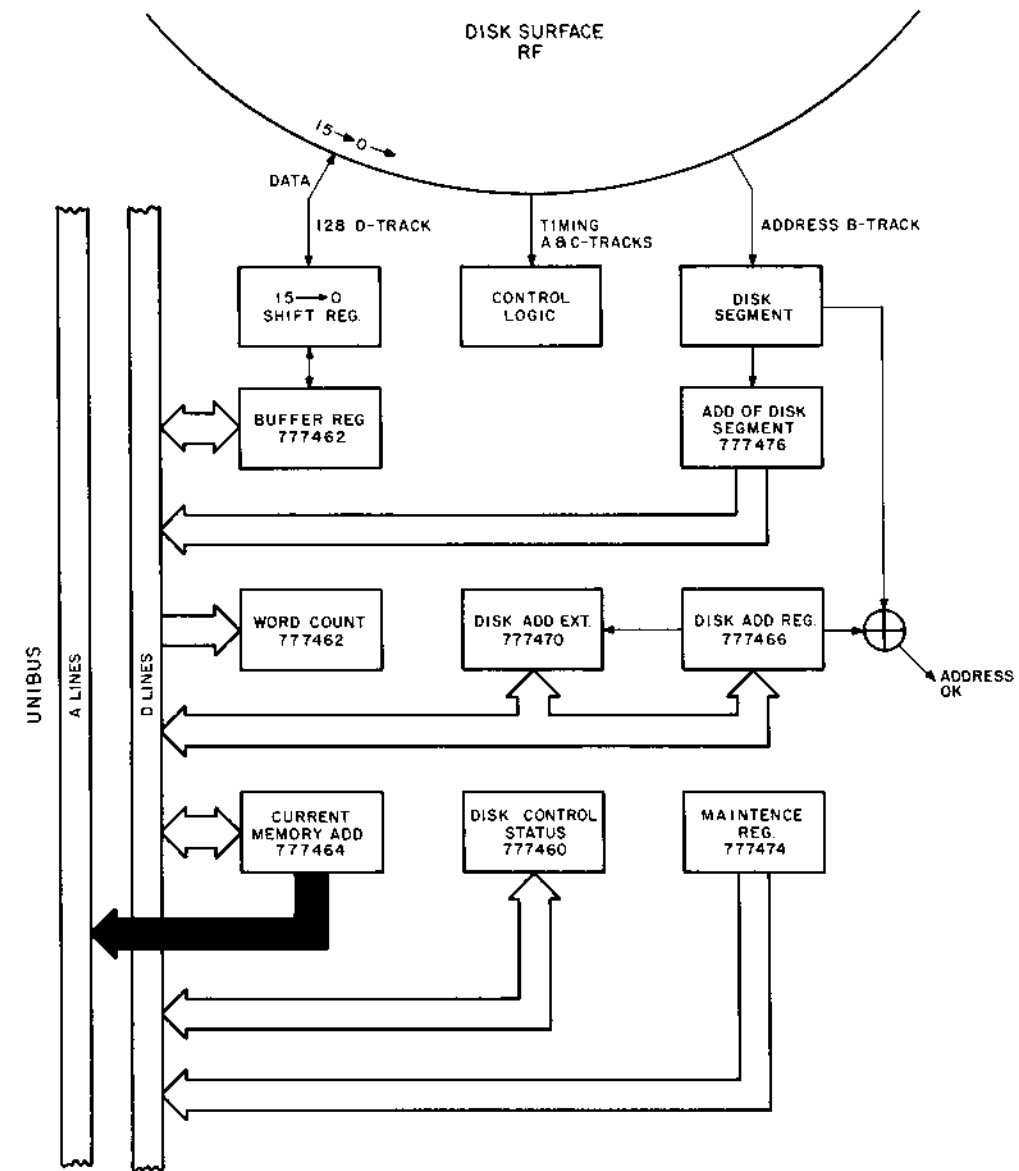 DISK SURFACE
RF
15→0→
DATA
128 D-TRACK
TIMING
A & C-TRACKS
ADDRESS B-TRACK
15→0
SHIFT REG.
CONTROL
LOGIC
DISK
SEGMENT
BUFFER REG
777462
ADD OF DISK
SEGMENT
777476
WORD COUNT
777462
DISK ADD EXT.
777470
DISK ADD REG.
777466
ADDRESS
OK
UNIBUS
A LINES
D LINES
CURRENT
MEMORY ADD
777464
DISK CONTROL
STATUS
777460
MAINTENCE
REG.
777474